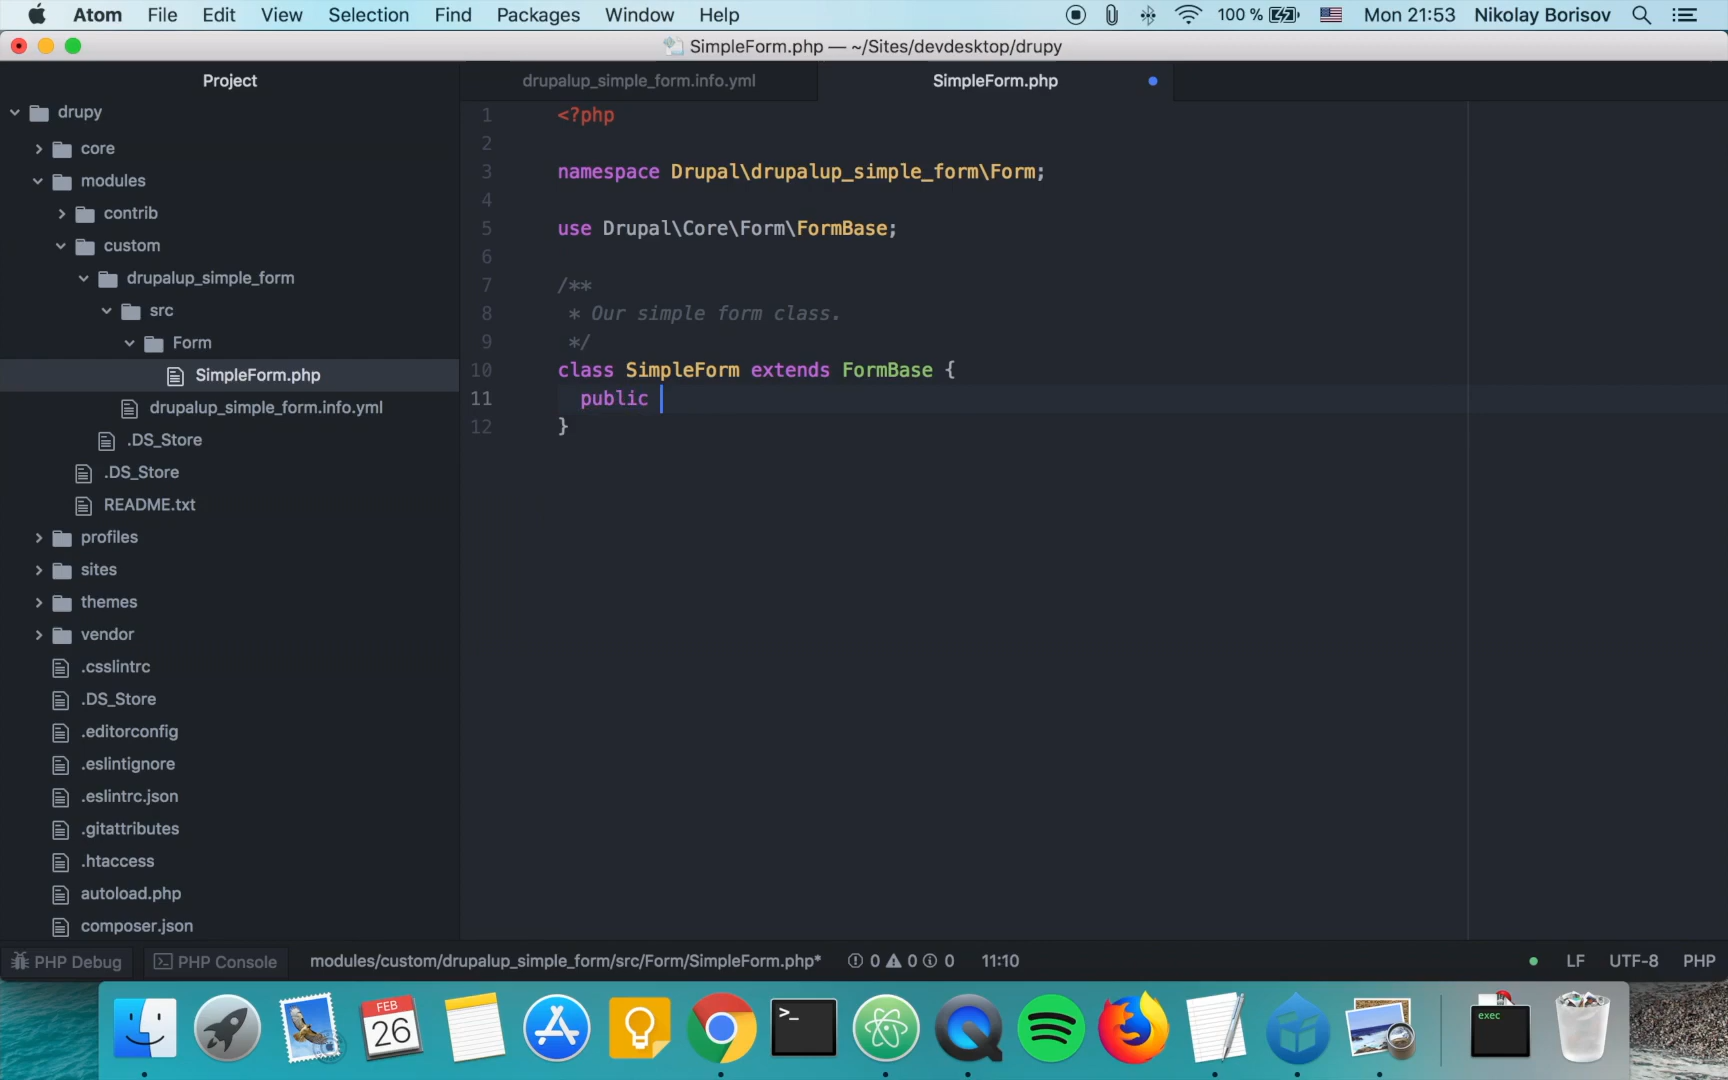 Atom File Edit View Selection Find Packages Window Help 100 % Mon 21:53 Nikolay Borisov
SimpleForm.php — ~/Sites/devdesktop/drupy
Project
drupalup_simple_form.info.yml
SimpleForm.php
drupy
core
modules
contrib
custom
drupalup_simple_form
src
Form
SimpleForm.php
drupalup_simple_form.info.yml
.DS_Store
.DS_Store
README.txt
profiles
sites
themes
vendor
.csslintrc
.DS_Store
.editorconfig
.eslintignore
.eslintrc.json
.gitattributes
.htaccess
autoload.php
composer.json
1 <?php
2
3 namespace Drupal\drupalup_simple_form\Form;
4
5 use Drupal\Core\Form\FormBase;
6
7 /**
8 * Our simple form class.
9 */
10 class SimpleForm extends FormBase {
11 public
12 }
PHP Debug PHP Console modules/custom/drupalup_simple_form/src/Form/SimpleForm.php* 0 0 0 11:10 LF UTF-8 PHP
FEB
26
>_
exec